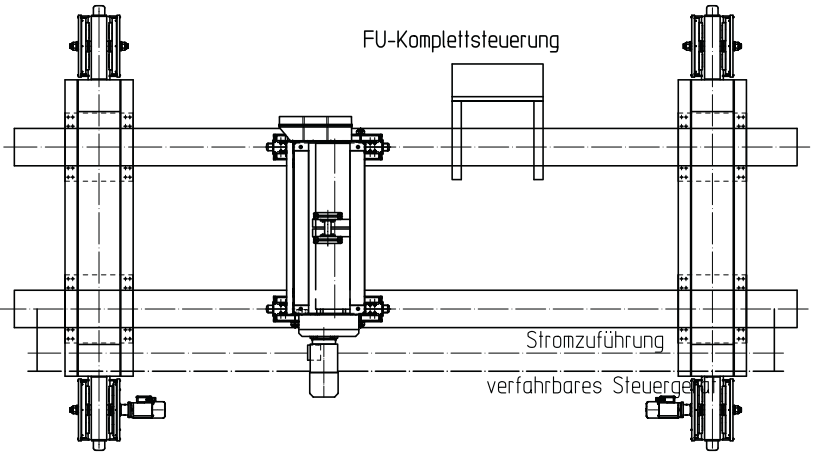 FU-Komplettsteuerung
Stromzuführung
verfahrbares Steuergerät